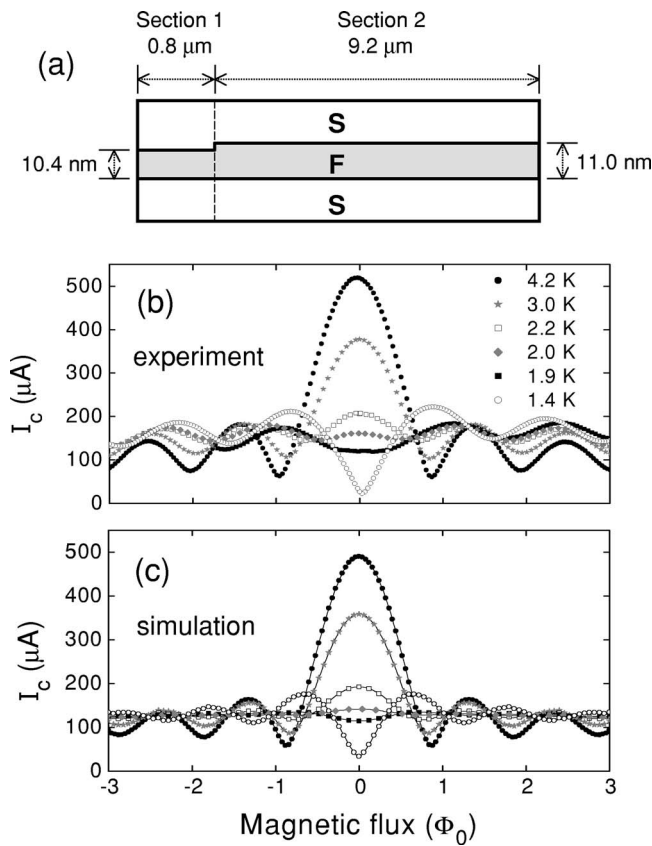 Section 1
0.8 μm
Section 2
9.2 μm
(a)
S
10.4 nm
F
11.0 nm
S
(b)
experiment
4.2 K
3.0 K
2.2 K
2.0 K
1.9 K
1.4 K
I_c (μA)
500
400
300
200
100
0
(c)
simulation
I_c (μA)
500
400
300
200
100
0
-3 -2 -1 0 1 2 3
Magnetic flux (Φ_0)